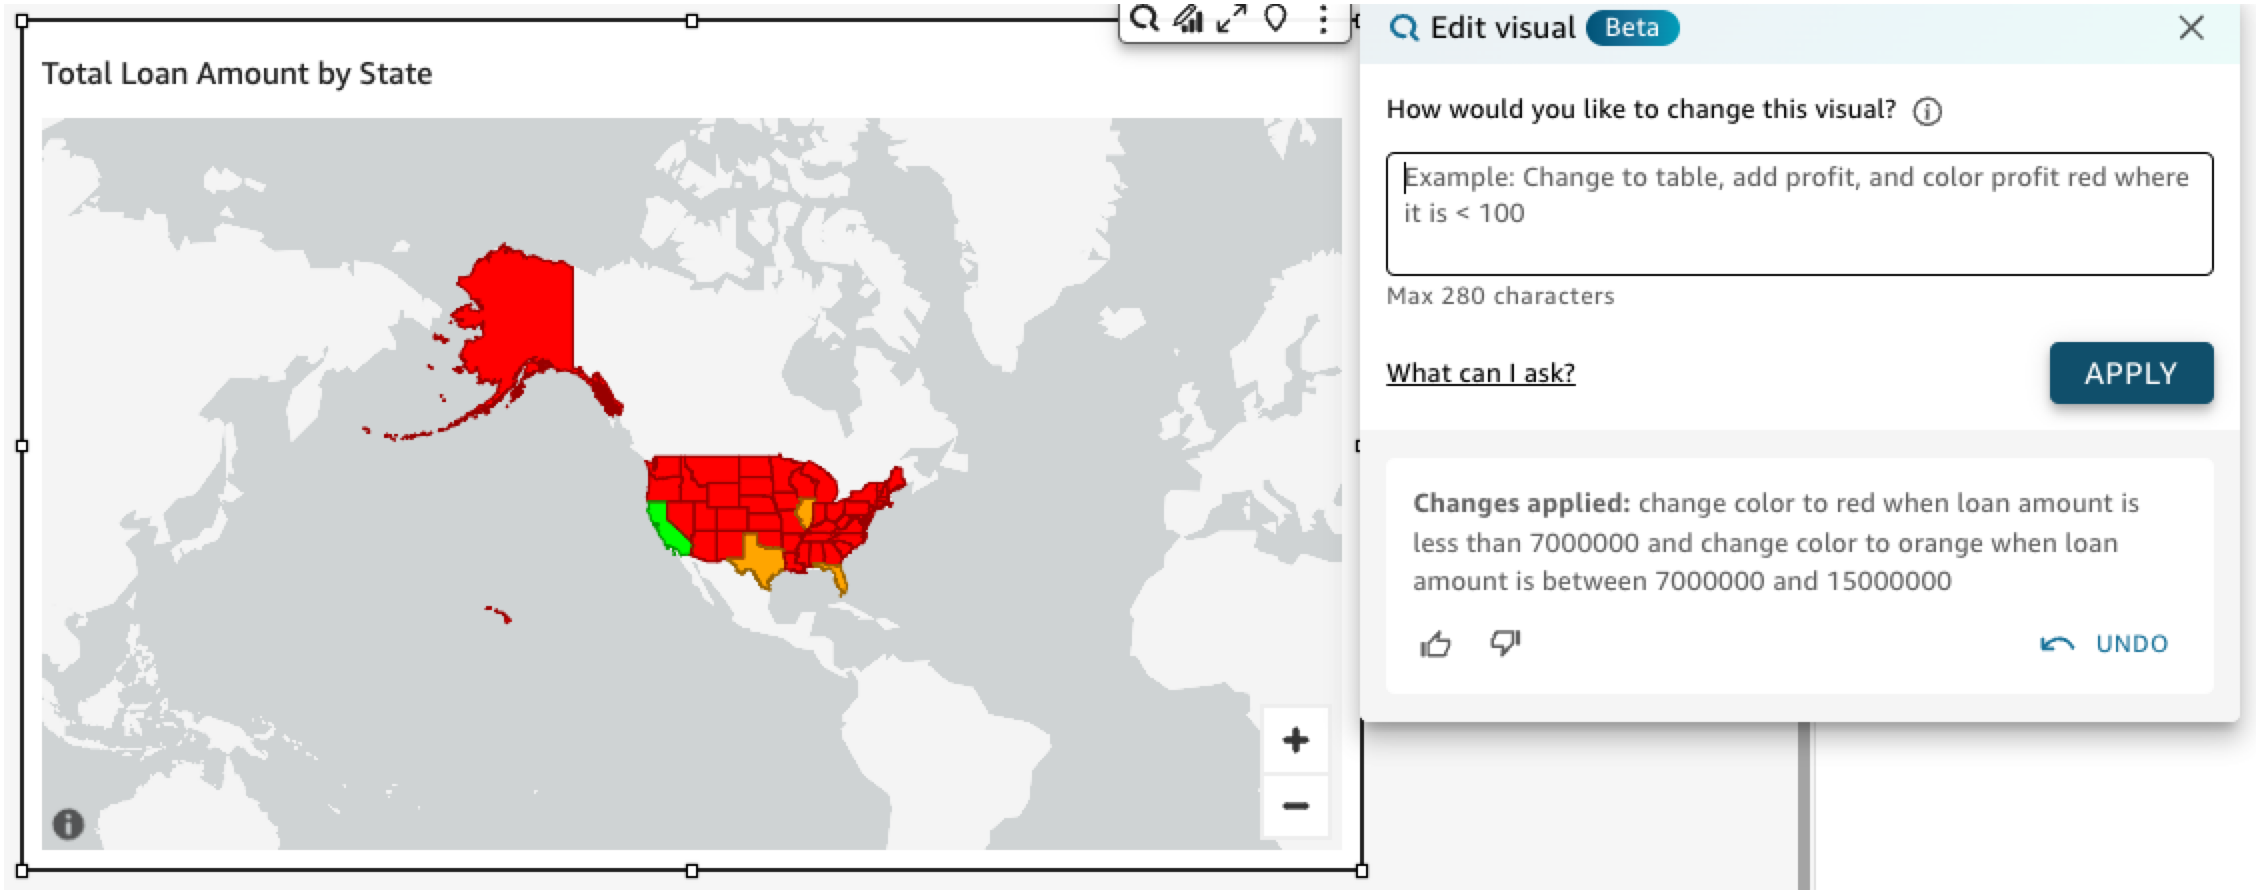 Total Loan Amount by State
Edit visual Beta
How would you like to change this visual?
Example: Change to table, add profit, and color profit red where
it is < 100
Max 280 characters
What can I ask?
APPLY
Changes applied: change color to red when loan amount is
less than 7000000 and change color to orange when loan
amount is between 7000000 and 15000000
UNDO